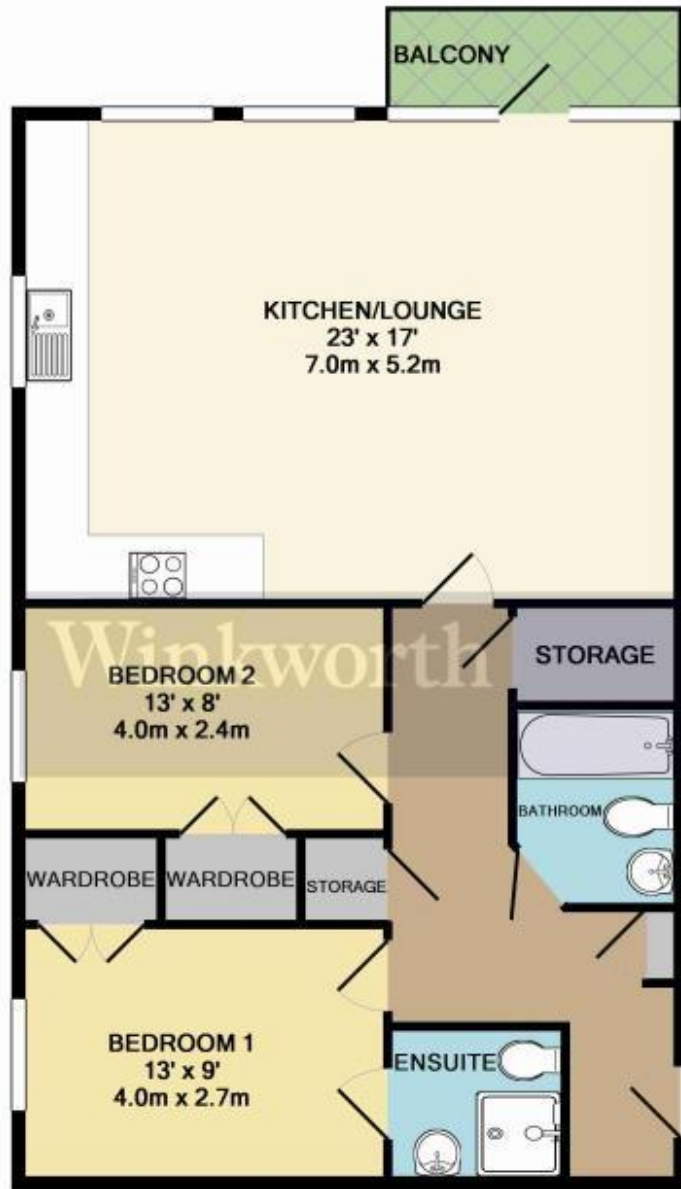 BALCONY
KITCHEN/LOUNGE
23' x 17'
7.0m x 5.2m
Winkworth
BEDROOM 2
13' x 8'
4.0m x 2.4m
STORAGE
BATHROOM
WARDROBE
WARDROBE
STORAGE
BEDROOM 1
13' x 9'
4.0m x 2.7m
ENSUITE